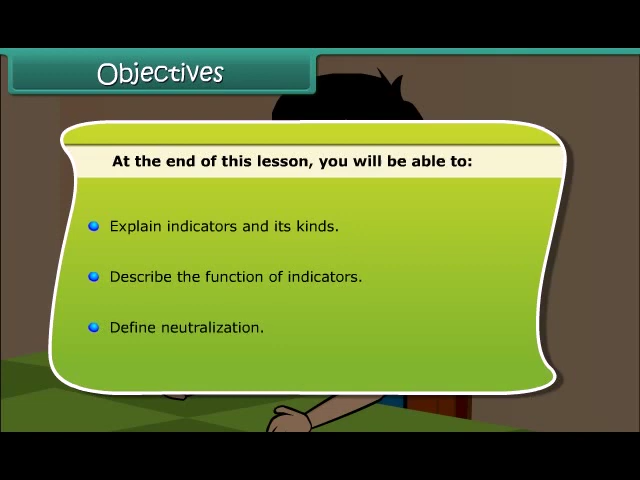 Objectives
At the end of this lesson, you will be able to:
Explain indicators and its kinds.
Describe the function of indicators.
Define neutralization.